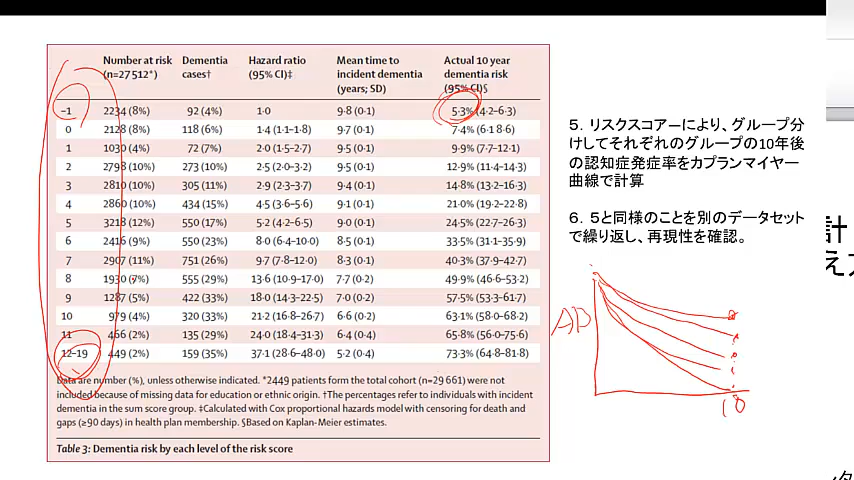 Number at risk Dementia Hazard ratio Mean time to Actual 10 year
(n=27 512*) cases† (95% CI)‡ incident dementia dementia risk
(years; SD) (95% CI)§
−1 2234 (8%) 92 (4%) 1·0 9·8 (0·1) 5·3% (4·2–6·3)
0 2128 (8%) 118 (6%) 1·4 (1·1–1·8) 9·7 (0·1) 7·4% (6·1 8·6)
1 1030 (4%) 72 (7%) 2·0 (1·5–2·7) 9·5 (0·1) 9·9% (7·7–12·1)
2 2798 (10%) 273 (10%) 2·5 (2·0–3·2) 9·5 (0·1) 12·9% (11·4–14·3)
3 2810 (10%) 305 (11%) 2·9 (2·3–3·7) 9·4 (0·1) 14·8% (13·2–16·3)
4 2860 (10%) 434 (15%) 4·5 (3·6–5·6) 9·1 (0·1) 21·0% (19·2–22·8)
5 3218 (12%) 550 (17%) 5·2 (4·2–6·5) 9·0 (0·1) 24·5% (22·7–26·3)
6 2416 (9%) 550 (23%) 8·0 (6·4–10·0) 8·5 (0·1) 33·5% (31·1–35·9)
7 2907 (11%) 751 (26%) 9·7 (7·8–12·0) 8·3 (0·1) 40·3% (37·9–42·7)
8 1930 (7%) 555 (29%) 13·6 (10·9–17·0) 7·7 (0·2) 49·9% (46·6–53·2)
9 1287 (5%) 422 (33%) 18·0 (14·3–22·5) 7·0 (0·2) 57·5% (53·3–61·7)
10 979 (4%) 320 (33%) 21·2 (16·8–26·7) 6·6 (0·2) 63·1% (58·0–68·2)
11 466 (2%) 135 (29%) 24·0 (18·4–31·3) 6·4 (0·4) 65·8% (56·0–75·6)
12–19 449 (2%) 159 (35%) 37·1 (28·6–48·0) 5·2 (0·4) 73·3% (64·8–81·8)
Data are number (%), unless otherwise indicated. *2449 patients form the total cohort (n=29 661) were not
included because of missing data for education or ethnic origin. †The percentages refer to individuals with incident
dementia in the sum score group. ‡Calculated with Cox proportional hazards model with censoring for death and
gaps (≥90 days) in health plan membership. §Based on Kaplan-Meier estimates.
Table 3: Dementia risk by each level of the risk score
５．リスクスコアーにより、グループ分
けしてそれぞれのグループの10年後
の認知症発症率をカプランマイヤー
曲線で計算
６．５と同様のことを別のデータセット
で繰り返し、再現性を確認。
AD
10
計
え